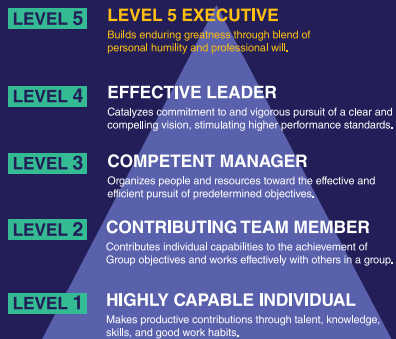 LEVEL 5
LEVEL 5 EXECUTIVE
Builds enduring greatness through blend of
personal humility and professional will.
LEVEL 4
EFFECTIVE LEADER
Catalyzes commitment to and vigorous pursuit of a clear and
compelling vision, stimulating higher performance standards.
LEVEL 3
COMPETENT MANAGER
Organizes people and resources toward the effective and
efficient pursuit of predetermined objectives.
LEVEL 2
CONTRIBUTING TEAM MEMBER
Contributes individual capabilities to the achievement of
Group objectives and works effectively with others in a group.
LEVEL 1
HIGHLY CAPABLE INDIVIDUAL
Makes productive contributions through talent, knowledge,
skills, and good work habits.